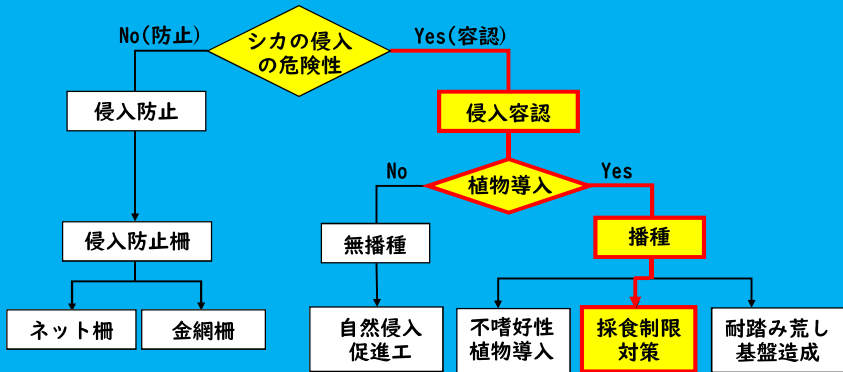 No(防止)
シカの侵入
の危険性
Yes(容認)
侵入防止
侵入容認
No
植物導入
Yes
侵入防止柵
無播種
播種
ネット柵
金網柵
自然侵入
促進工
不嗜好性
植物導入
採食制限
対策
耐踏み荒し
基盤造成